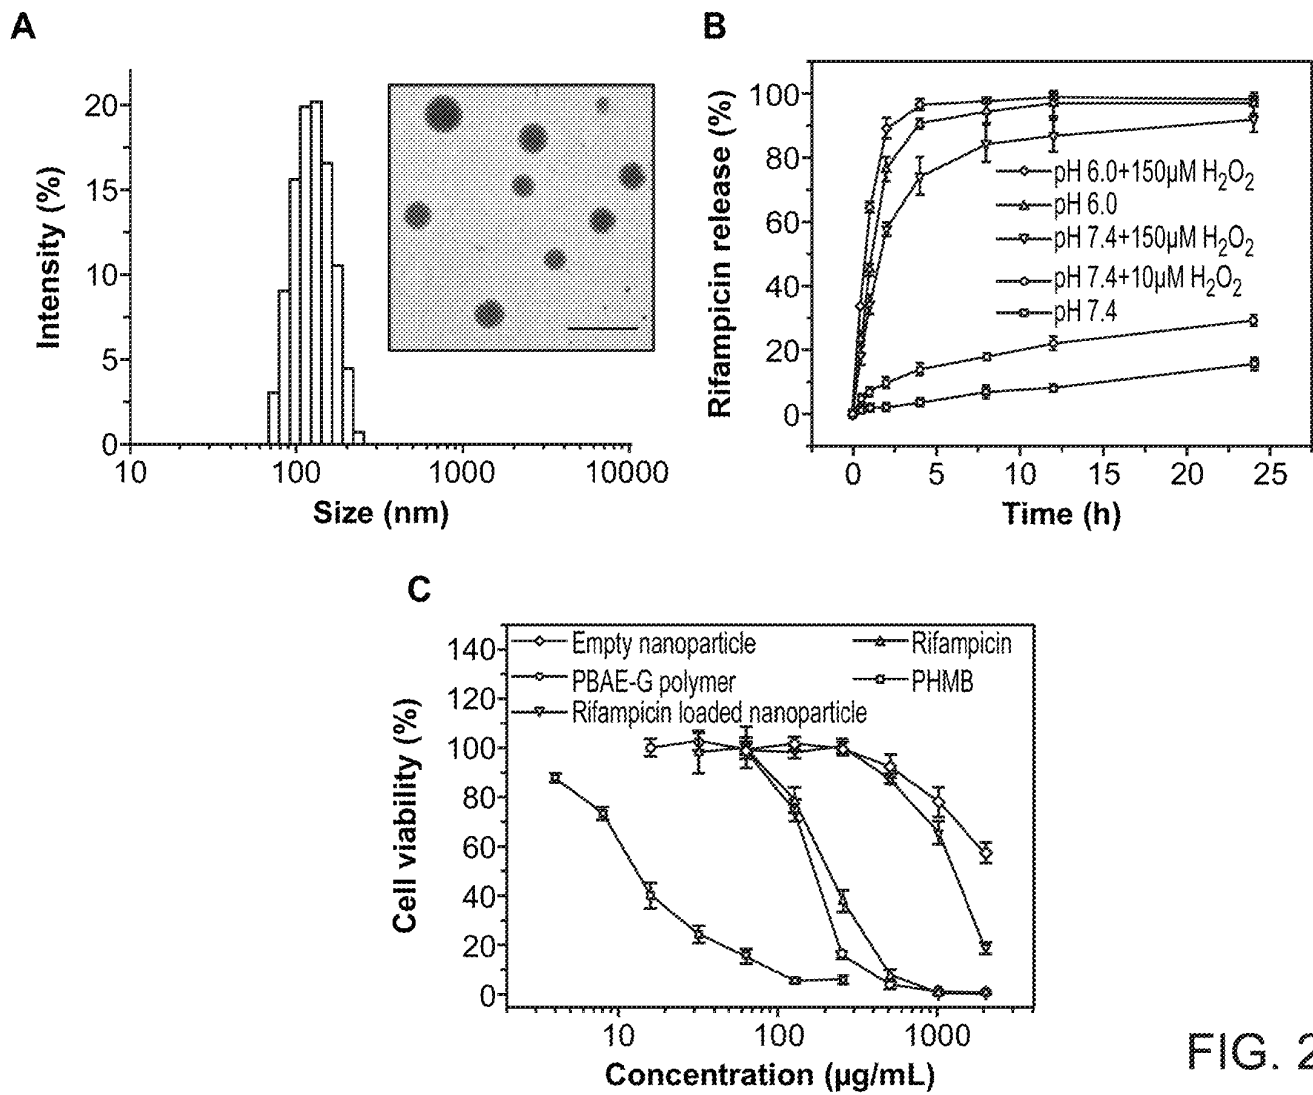 A
Intensity (%)
20
15
10
5
0
10
100
1000
10000
Size (nm)
B
Rifampicin release (%)
100
80
60
40
20
0
pH 6.0+150µM H₂O₂
pH 6.0
pH 7.4+150µM H₂O₂
pH 7.4+10µM H₂O₂
pH 7.4
0
5
10
15
20
25
Time (h)
C
Cell viability (%)
140
120
100
80
60
40
20
0
Empty nanoparticle
PBAE-G polymer
Rifampicin loaded nanoparticle
Rifampicin
PHMB
10
100
1000
Concentration (µg/mL)
FIG. 2